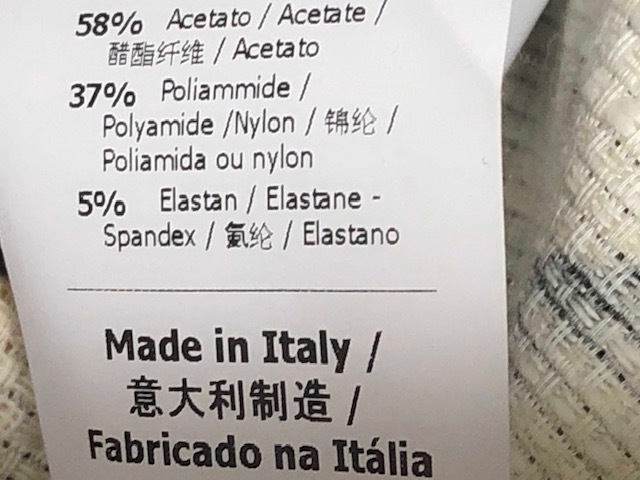 58% Acetato / Acetate /
醋酯纤维 / Acetato
37% Poliammide /
Polyamide /Nylon / 锦纶 /
Poliamida ou nylon
5% Elastan / Elastane -
Spandex / 氨纶 / Elastano
Made in Italy /
意大利制造 /
Fabricado na Itália